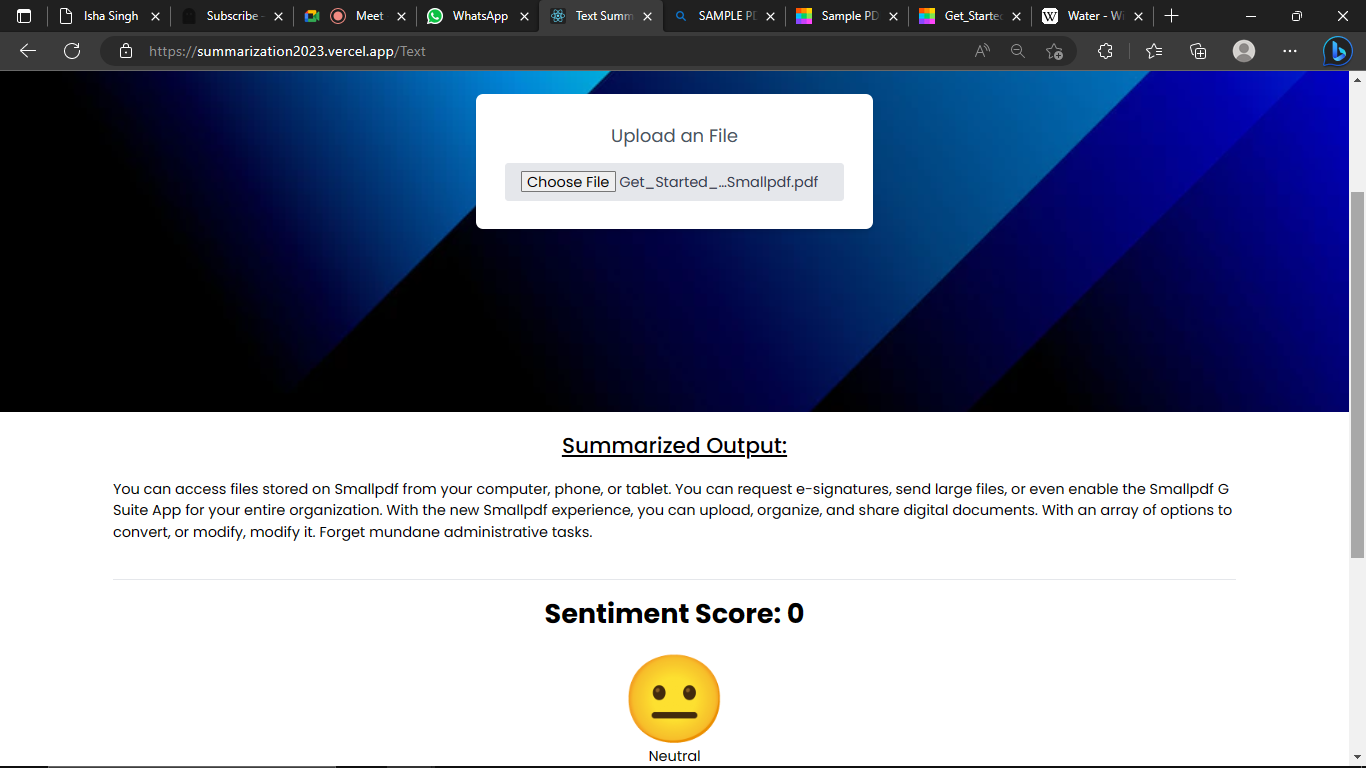 Isha Singh
Subscribe -
Meet
WhatsApp
Text Summ
SAMPLE P
Sample PD
Get_Starte
Water - W
https://summarization2023.vercel.app/Text
Upload an File
Choose File Get_Started_...Smallpdf.pdf
Summarized Output:
You can access files stored on Smallpdf from your computer, phone, or tablet. You can request e-signatures, send large files, or even enable the Smallpdf G
Suite App for your entire organization. With the new Smallpdf experience, you can upload, organize, and share digital documents. With an array of options to
convert, or modify, modify it. Forget mundane administrative tasks.
Sentiment Score: 0
Neutral